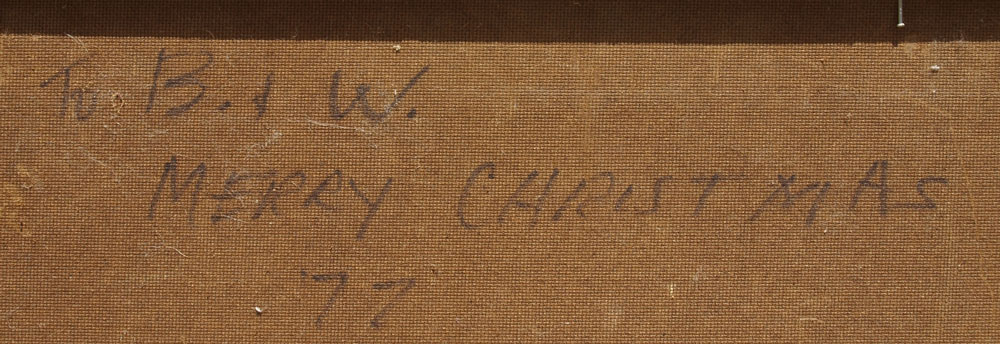 To B. + W.
MERRY CHRISTMAS
'77